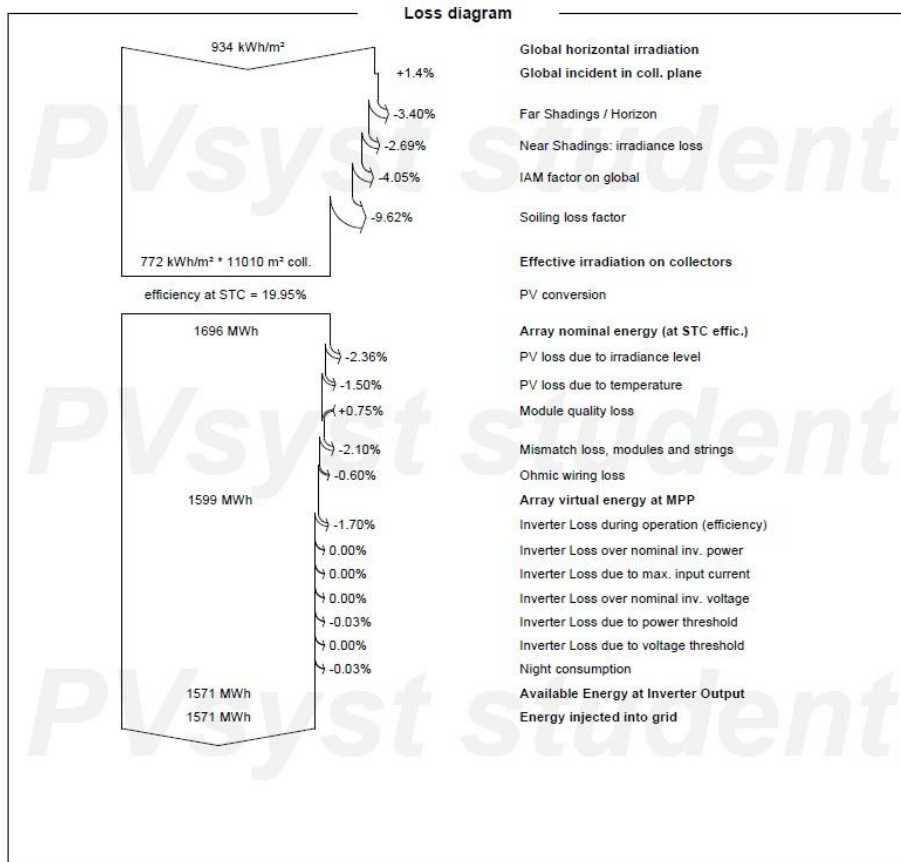 Loss diagram
934 kWh/m² Global horizontal irradiation
+1.4% Global incident in coll. plane
-3.40% Far Shadings / Horizon
-2.69% Near Shadings: irradiance loss
-4.05% IAM factor on global
-9.62% Soiling loss factor
772 kWh/m² * 11010 m² coll. Effective irradiation on collectors
efficiency at STC = 19.95% PV conversion
1696 MWh Array nominal energy (at STC effic.)
-2.36% PV loss due to irradiance level
-1.50% PV loss due to temperature
+0.75% Module quality loss
-2.10% Mismatch loss, modules and strings
-0.60% Ohmic wiring loss
1599 MWh Array virtual energy at MPP
-1.70% Inverter Loss during operation (efficiency)
0.00% Inverter Loss over nominal inv. power
0.00% Inverter Loss due to max. input current
0.00% Inverter Loss over nominal inv. voltage
-0.03% Inverter Loss due to power threshold
0.00% Inverter Loss due to voltage threshold
-0.03% Night consumption
1571 MWh Available Energy at Inverter Output
1571 MWh Energy injected into grid
PVsyst student
PVsyst student
PVsyst student